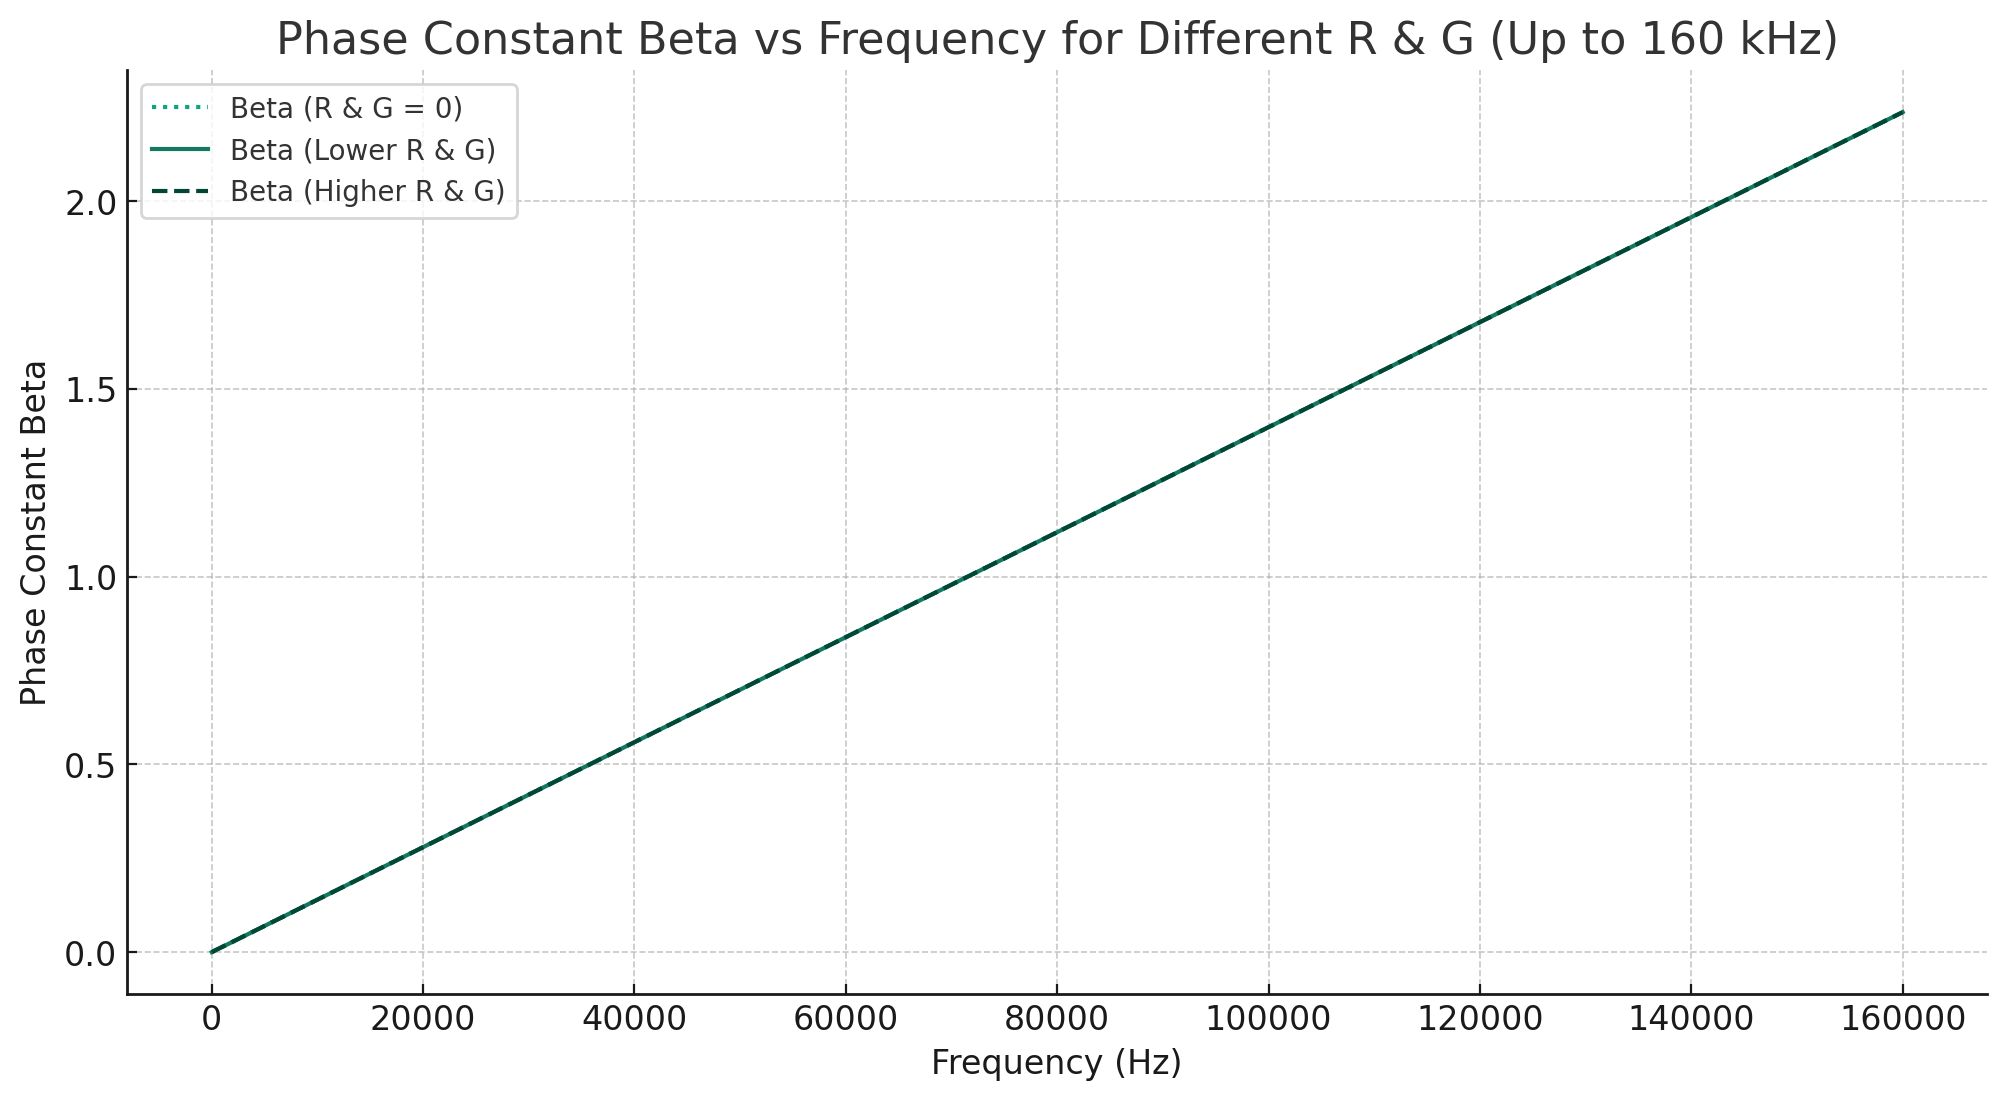 Phase Constant Beta vs Frequency for Different R & G (Up to 160 kHz)
Beta (R & G = 0)
Beta (Lower R & G)
Beta (Higher R & G)
Phase Constant Beta
2.0
1.5
1.0
0.5
0.0
0 20000 40000 60000 80000 100000 120000 140000 160000
Frequency (Hz)